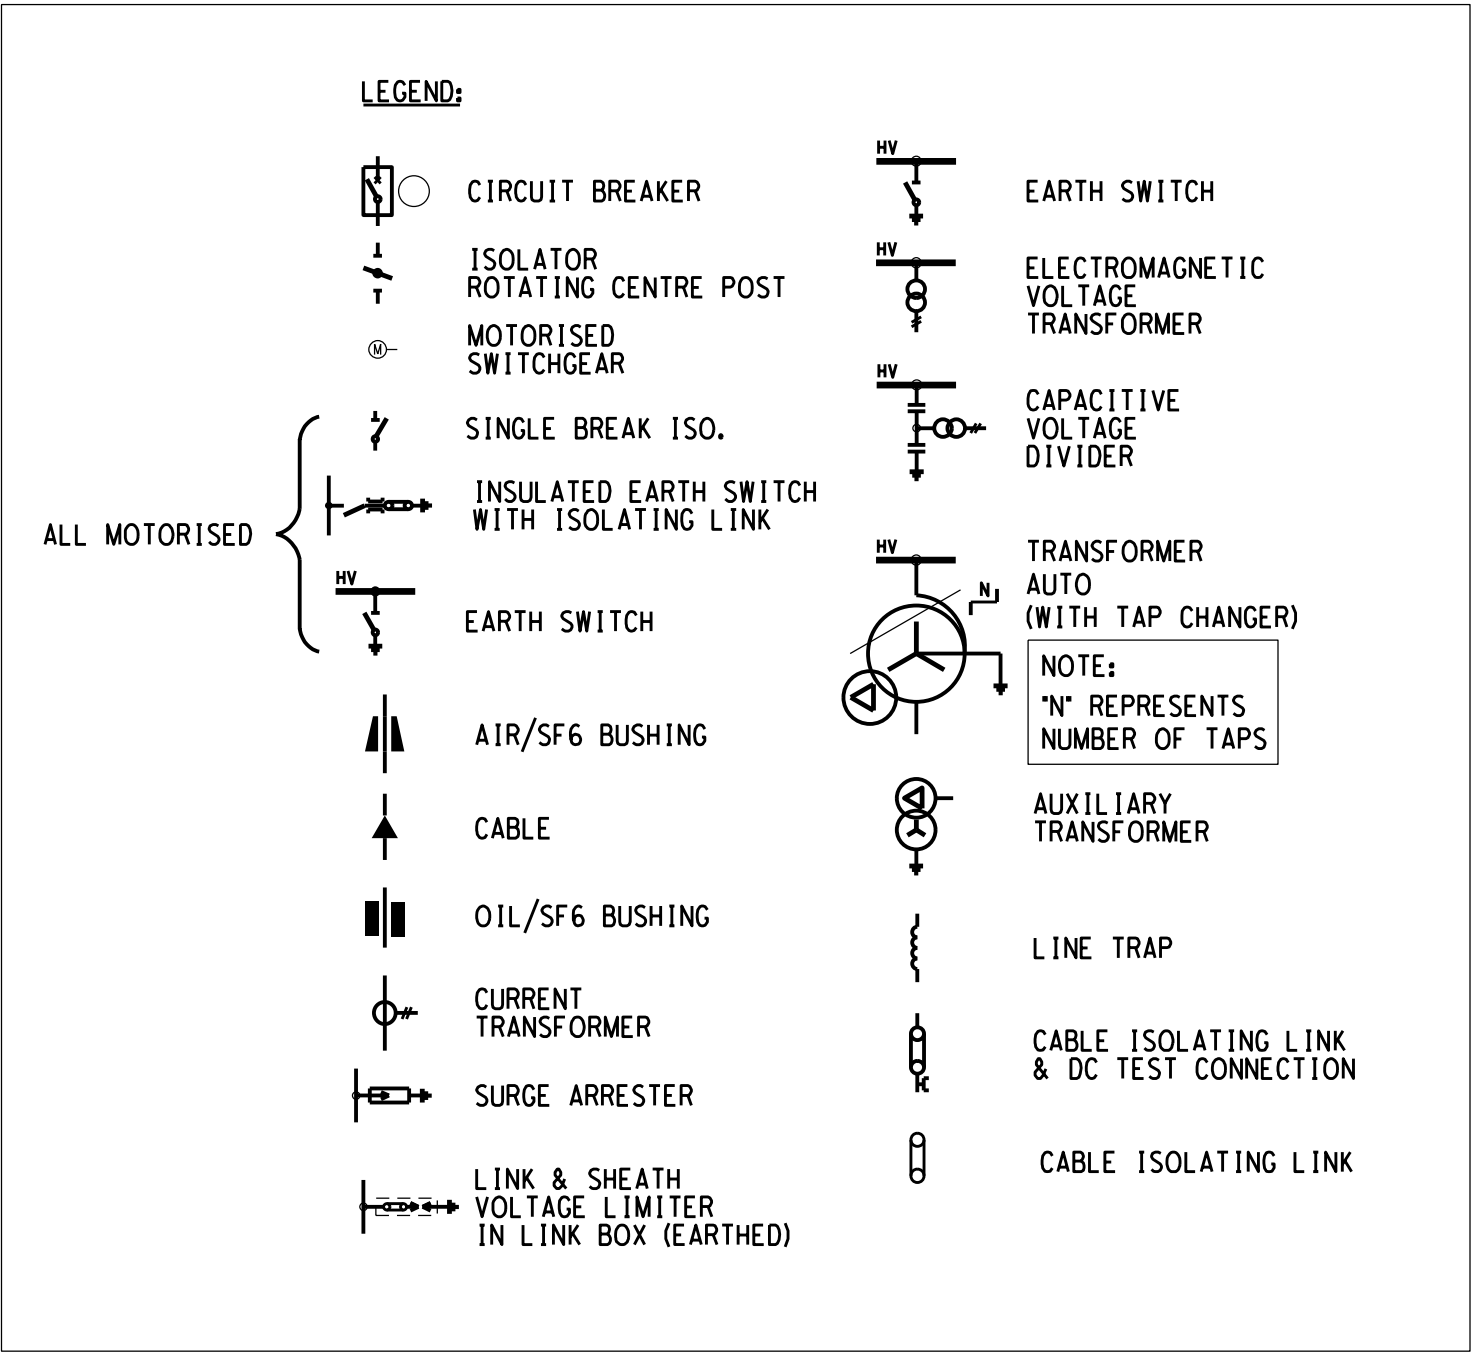 LEGEND:
CIRCUIT BREAKER
ISOLATOR
ROTATING CENTRE POST
M
MOTORISED
SWITCHGEAR
ALL MOTORISED
SINGLE BREAK ISO.
INSULATED EARTH SWITCH
WITH ISOLATING LINK
HV
EARTH SWITCH
AIR/SF6 BUSHING
CABLE
OIL/SF6 BUSHING
CURRENT
TRANSFORMER
SURGE ARRESTER
LINK & SHEATH
VOLTAGE LIMITER
IN LINK BOX (EARTHED)
HV
EARTH SWITCH
HV
ELECTROMAGNETIC
VOLTAGE
TRANSFORMER
HV
CAPACITIVE
VOLTAGE
DIVIDER
HV
N
TRANSFORMER
AUTO
(WITH TAP CHANGER)
NOTE:
"N" REPRESENTS
NUMBER OF TAPS
AUXILIARY
TRANSFORMER
LINE TRAP
CABLE ISOLATING LINK
& DC TEST CONNECTION
CABLE ISOLATING LINK